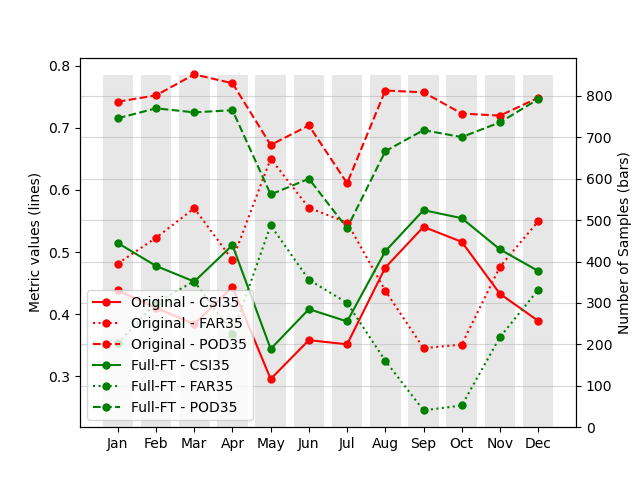 0.8
0.7
0.6
0.5
0.4
0.3
Metric values (lines)
800
700
600
500
400
300
200
100
0
Number of Samples (bars)
Original - CSI35
Original - FAR35
Original - POD35
Full-FT - CSI35
Full-FT - FAR35
Full-FT - POD35
Jan Feb Mar Apr May Jun Jul Aug Sep Oct Nov Dec